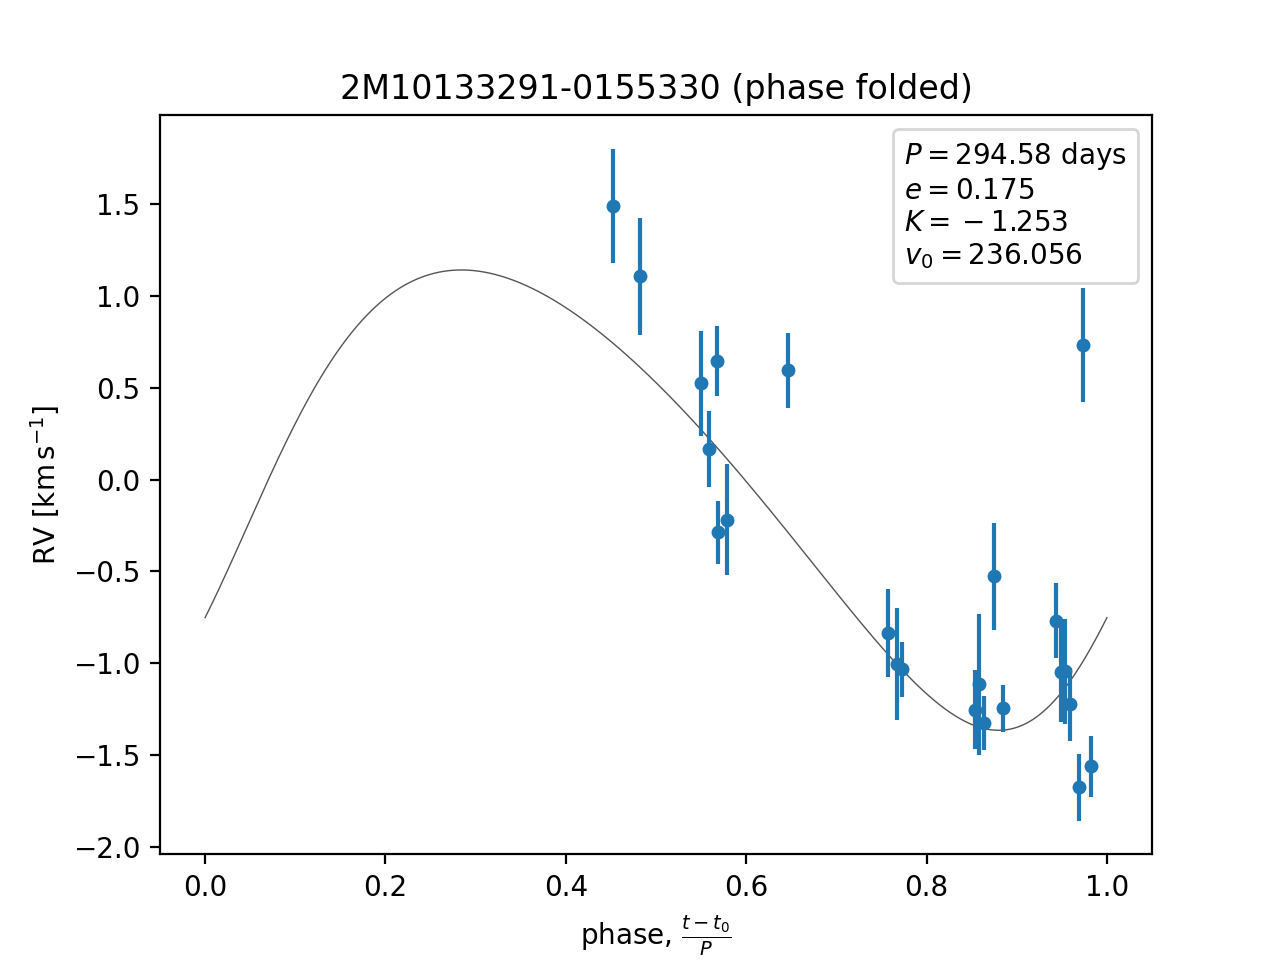 2M10133291-0155330 (phase folded)
P = 294.58 days
e = 0.175
K = −1.253
v₀ = 236.056
RV [km s⁻¹]
1.5
1.0
0.5
0.0
−0.5
−1.0
−1.5
−2.0
0.0 0.2 0.4 0.6 0.8 1.0
phase, (t − t₀)/P